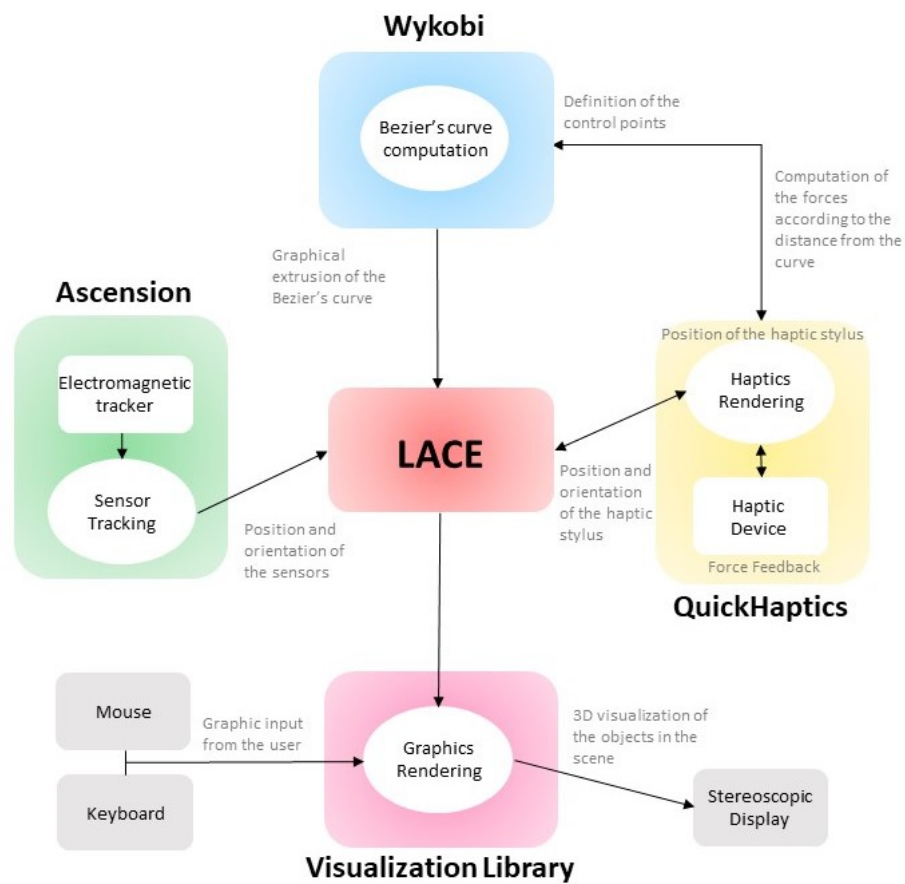 Wykobi
Bezier's curve
computation
Definition of the
control points
Computation of
the forces
according to the
distance from the
curve
Graphical
extrusion of the
Bezier's curve
Ascension
Electromagnetic
tracker
Sensor
Tracking
Position and
orientation of
the sensors
LACE
Position and
orientation
of the haptic
stylus
Position of the haptic stylus
Haptics
Rendering
Haptic
Device
Force Feedback
QuickHaptics
Mouse
Keyboard
Graphic input
from the user
Graphics
Rendering
3D visualization of
the objects in the
scene
Stereoscopic
Display
Visualization Library